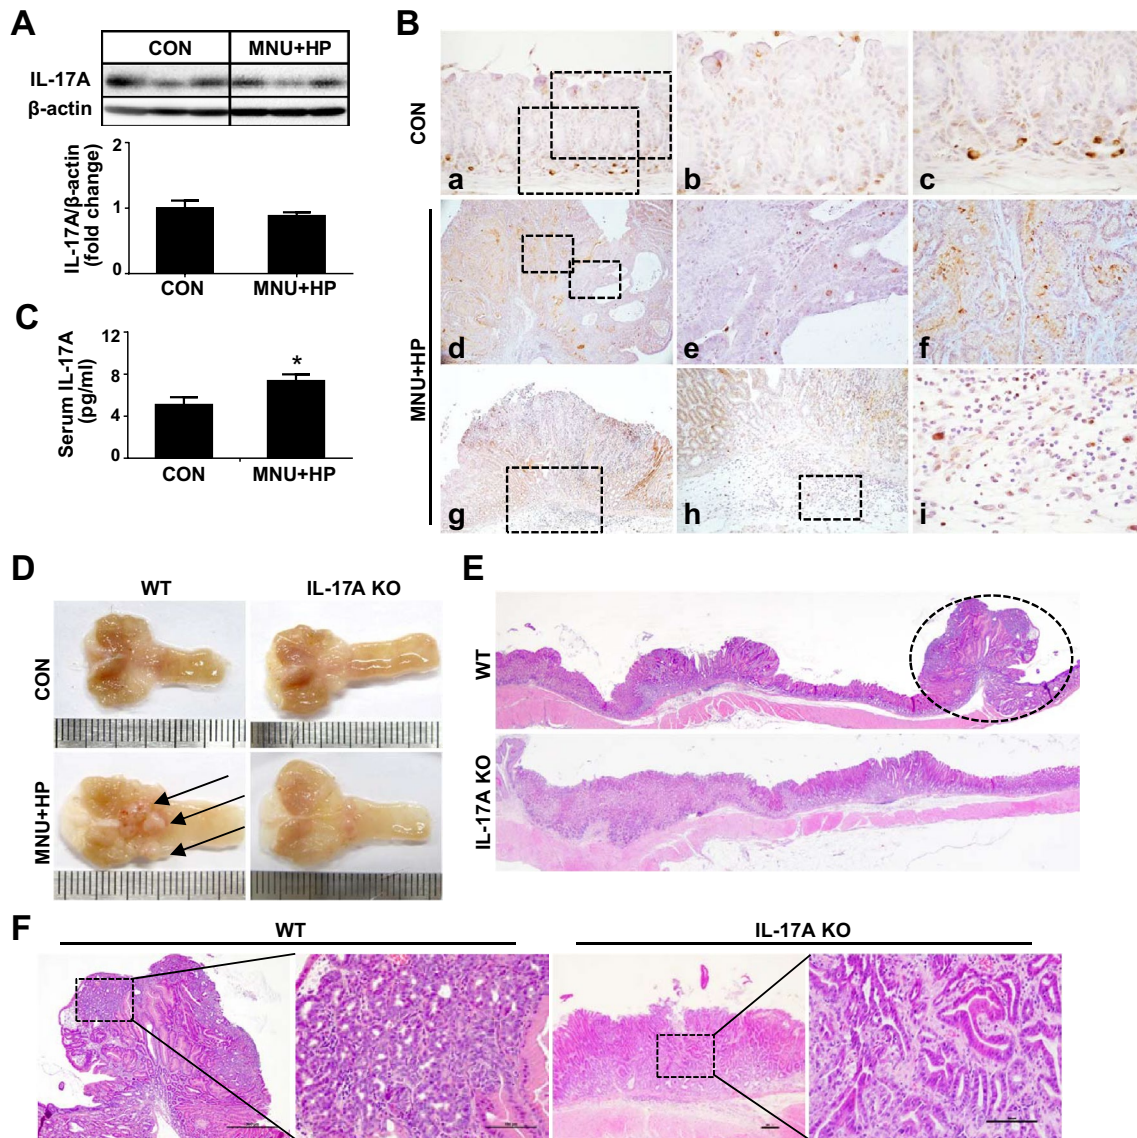 A
CON MNU+HP
IL-17A
β-actin
IL-17A/β-actin
(fold change)
2
1
0
CON MNU+HP
B
CON
a b c
MNU+HP
d e f
g h i
C
Serum IL-17A
(pg/ml)
12
8
4
0
*
CON MNU+HP
D
WT IL-17A KO
CON
MNU+HP
E
WT
IL-17A KO
F
WT IL-17A KO